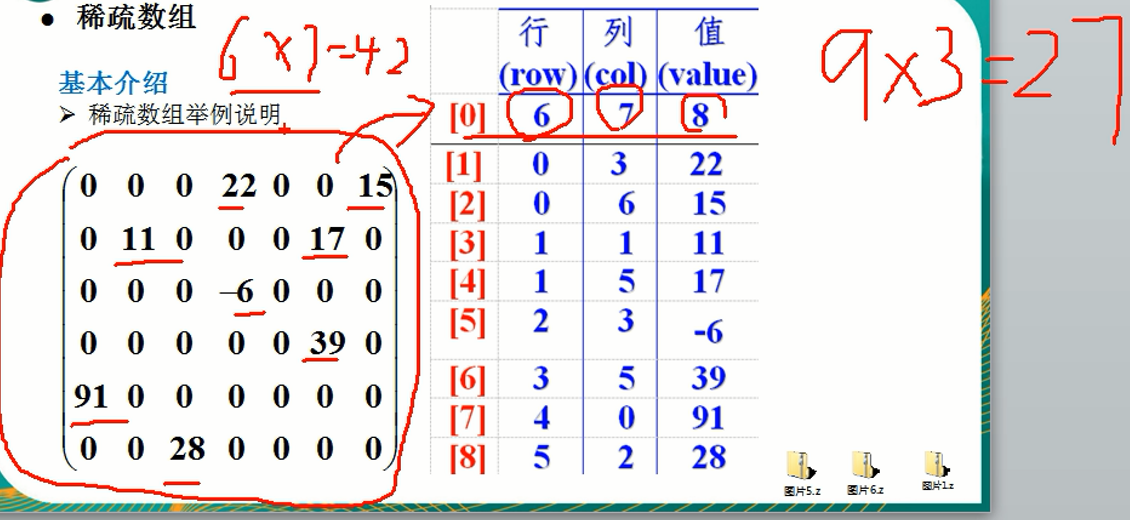 ● 稀疏数组
6×7=42
基本介绍
➤ 稀疏数组举例说明
0 0 0 22 0 0 15
0 11 0 0 0 17 0
0 0 0 –6 0 0 0
0 0 0 0 0 39 0
91 0 0 0 0 0 0
0 0 28 0 0 0 0
行 列 值
(row) (col) (value)
[0] 6 7 8
[1] 0 3 22
[2] 0 6 15
[3] 1 1 11
[4] 1 5 17
[5] 2 3 -6
[6] 3 5 39
[7] 4 0 91
[8] 5 2 28
9×3=27
图片5.z 图片6.z 图片1.z